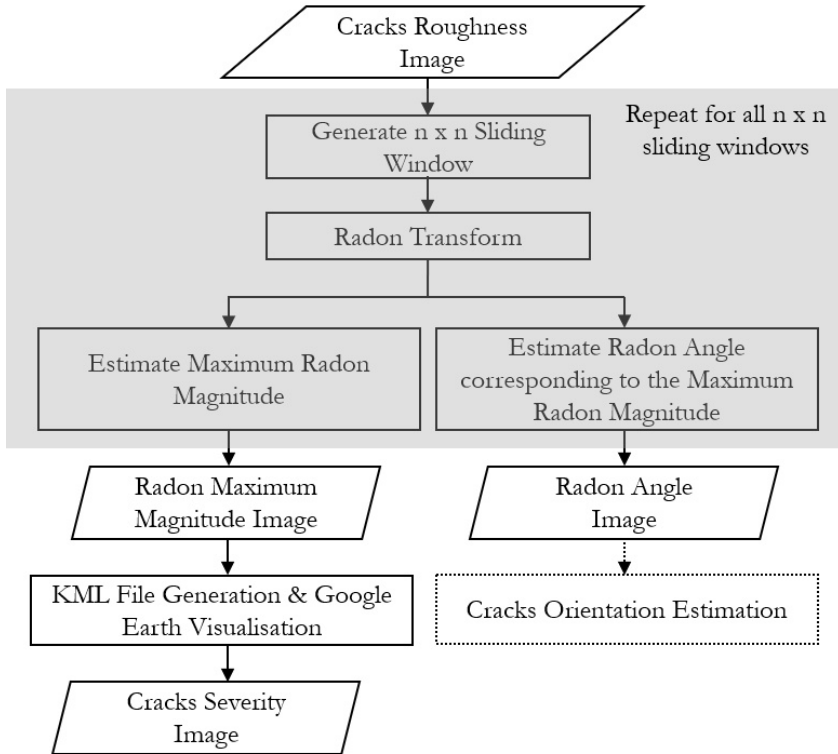 Cracks Roughness
Image
Repeat for all n x n
sliding windows
Generate n x n Sliding
Window
Radon Transform
Estimate Maximum Radon
Magnitude
Estimate Radon Angle
corresponding to the Maximum
Radon Magnitude
Radon Maximum
Magnitude Image
Radon Angle
Image
KML File Generation & Google
Earth Visualisation
Cracks Orientation Estimation
Cracks Severity
Image